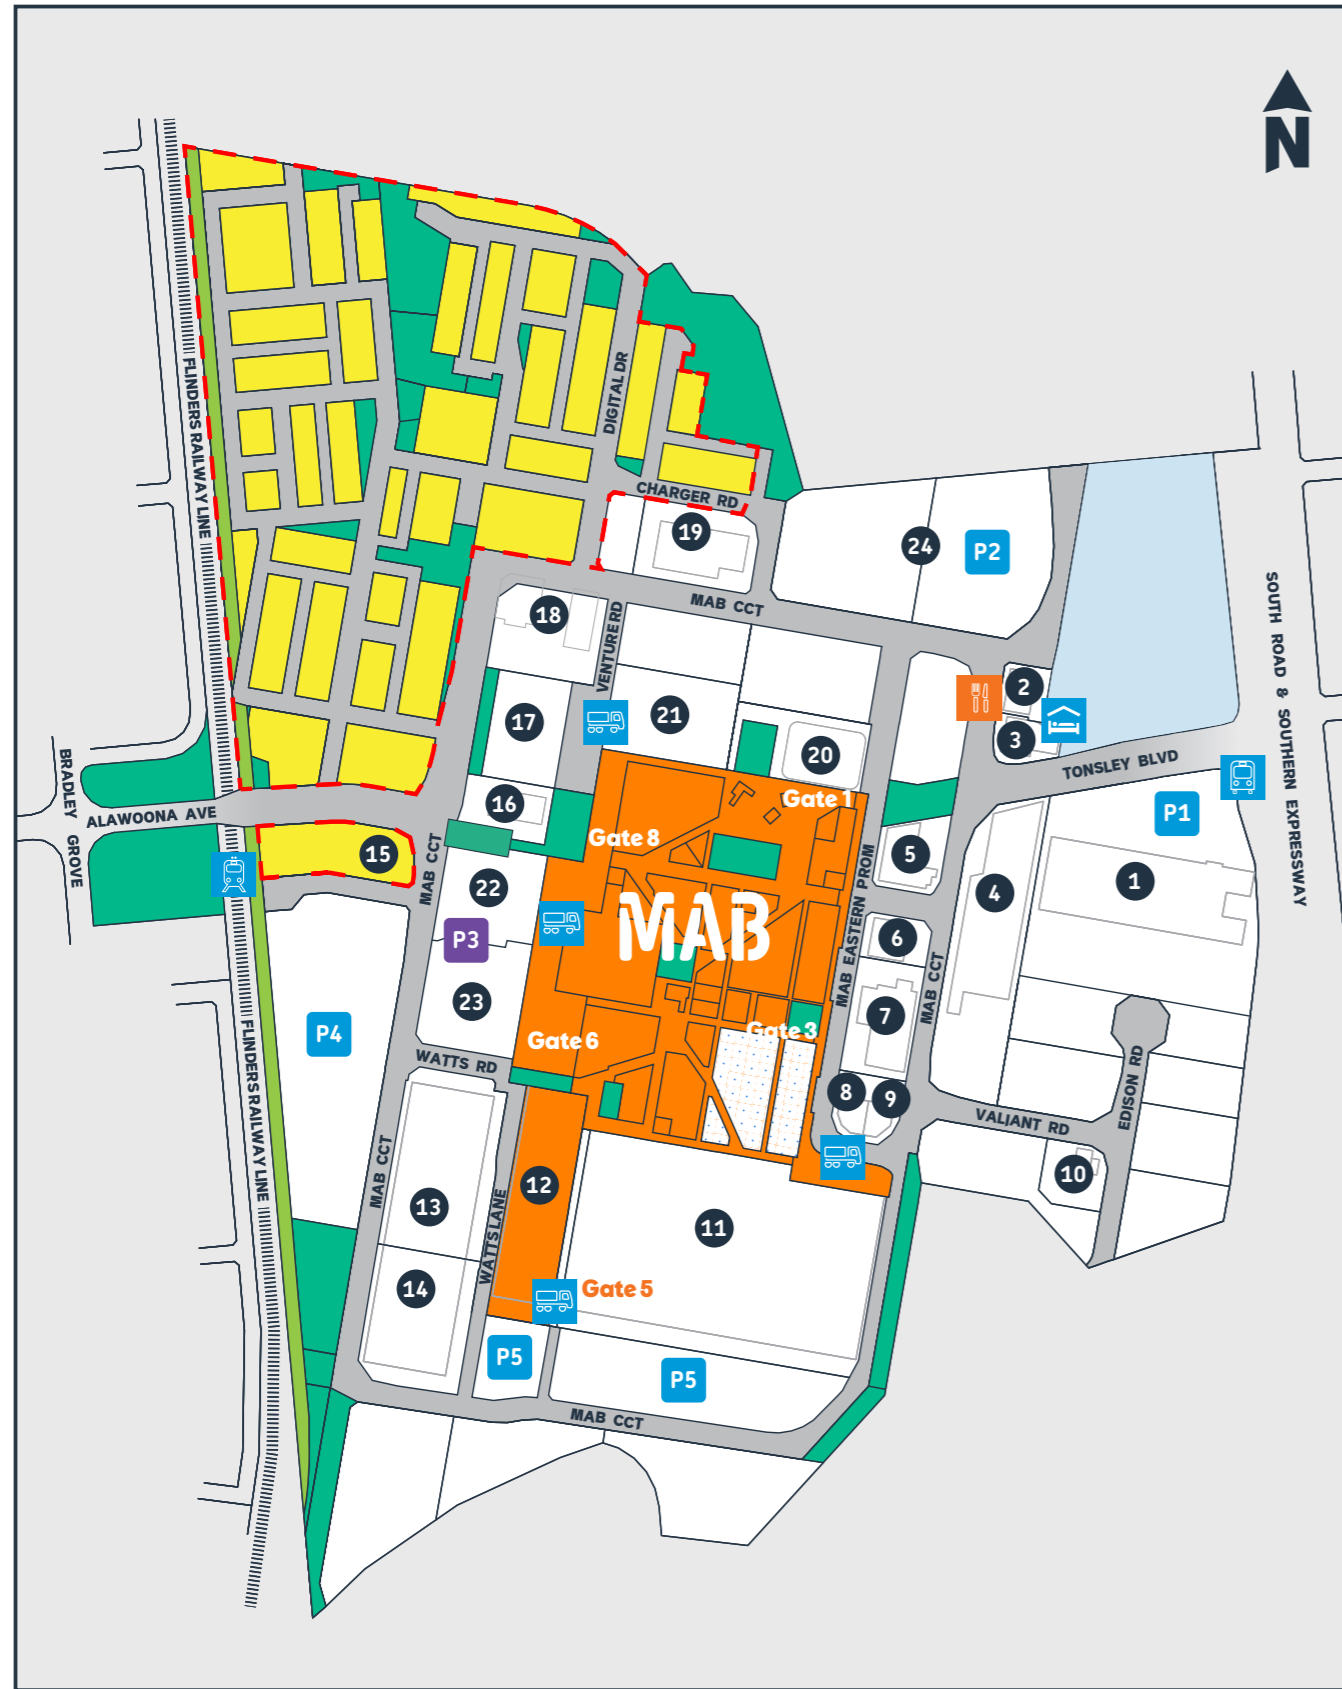 N
FLINDERS RAILWAY LINE
DIGITAL DR
CHARGER RD
19
24
P2
SOUTH ROAD & SOUTHERN EXPRESSWAY
18
VENTURE RD
MAB CCT
2
3
17
21
20
TONSLEY BLVD
BRADLEY GROVE
ALAWOONA AVE
16
Gate 1
P1
Gate 8
15
MAB CCT
22
MAB
MAB EASTERN PROM
5
4
1
P3
6
MAB CCT
23
7
P4
FLINDERS RAILWAY LINE
Gate 6
Gate 3
WATTS RD
8
9
VALIANT RD
EDISON RD
MAB CCT
13
WATTS LANE
12
11
10
14
Gate 5
P5
P5
MAB CCT